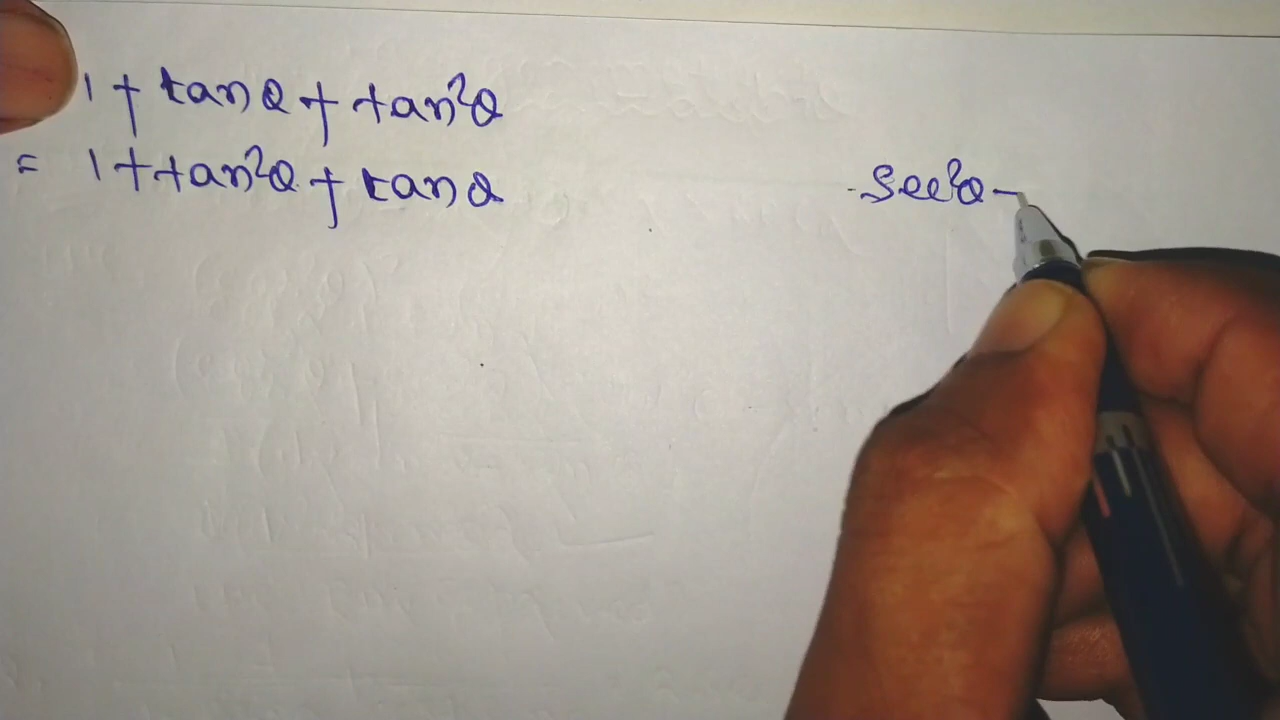 1 + tanθ + tan²θ
= 1 + tan²θ + tanθ
sec²θ −